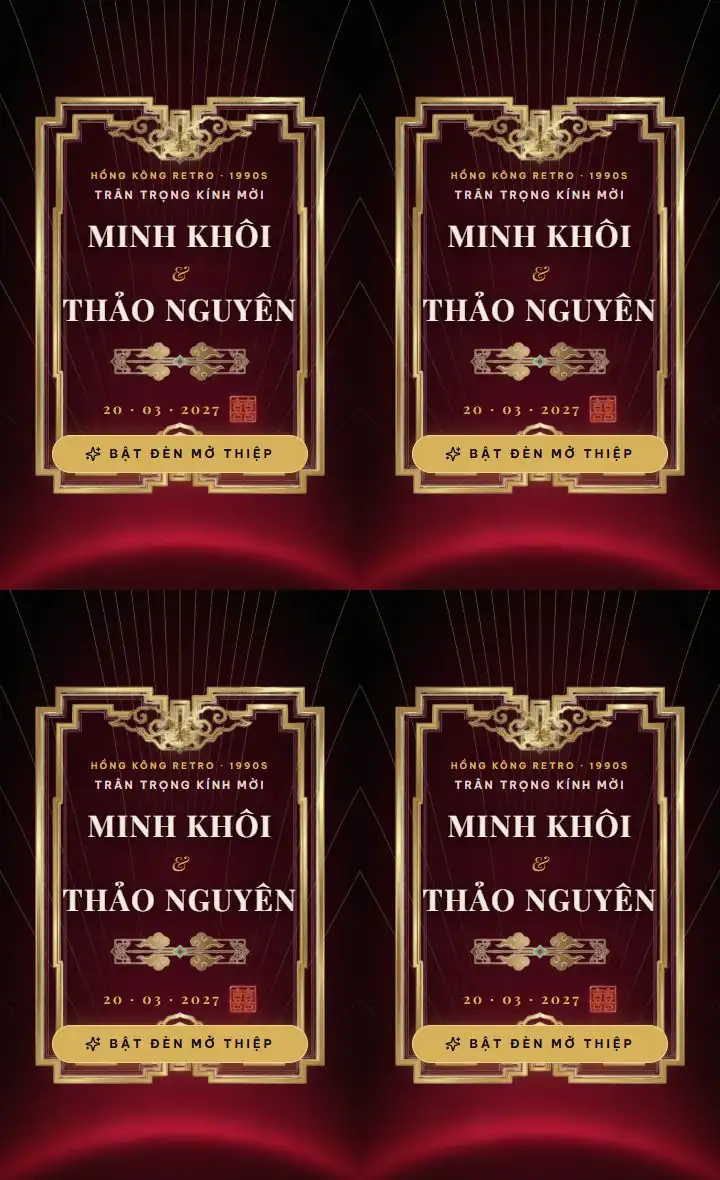 HỒNG KÔNG RETRO · 1990S
TRÂN TRỌNG KÍNH MỜI
MINH KHÔI
&
THẢO NGUYÊN
20 · 03 · 2027
囍
BẬT ĐÈN MỞ THIỆP
HỒNG KÔNG RETRO · 1990S
TRÂN TRỌNG KÍNH MỜI
MINH KHÔI
&
THẢO NGUYÊN
20 · 03 · 2027
囍
BẬT ĐÈN MỞ THIỆP
HỒNG KÔNG RETRO · 1990S
TRÂN TRỌNG KÍNH MỜI
MINH KHÔI
&
THẢO NGUYÊN
20 · 03 · 2027
囍
BẬT ĐÈN MỞ THIỆP
HỒNG KÔNG RETRO · 1990S
TRÂN TRỌNG KÍNH MỜI
MINH KHÔI
&
THẢO NGUYÊN
20 · 03 · 2027
囍
BẬT ĐÈN MỞ THIỆP